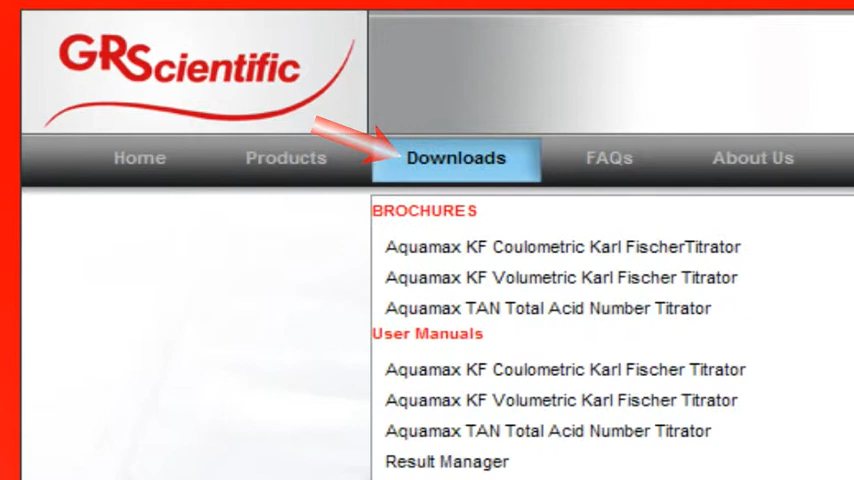 GRScientific
Home Products Downloads FAQs About Us
BROCHURES
Aquamax KF Coulometric Karl FischerTitrator
Aquamax KF Volumetric Karl Fischer Titrator
Aquamax TAN Total Acid Number Titrator
User Manuals
Aquamax KF Coulometric Karl Fischer Titrator
Aquamax KF Volumetric Karl Fischer Titrator
Aquamax TAN Total Acid Number Titrator
Result Manager